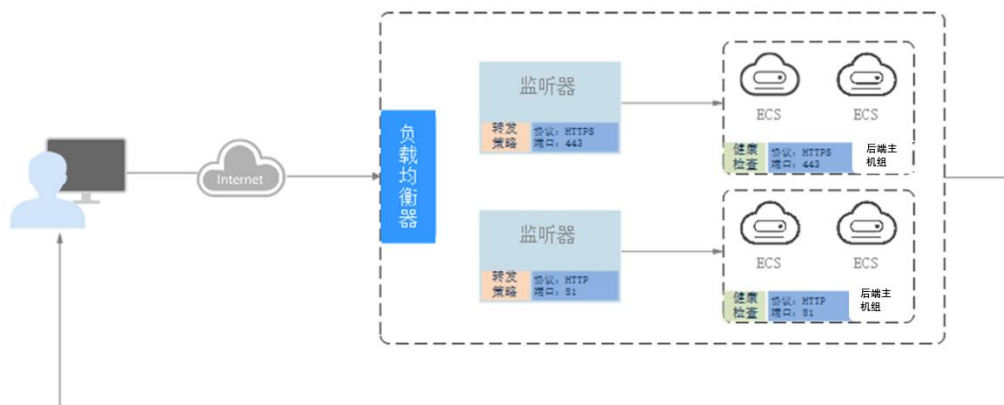 Internet
负载均衡器
监听器
转发
策略
协议：HTTPS
端口：443
ECS
ECS
健康
检查
协议：HTTPS
端口：443
后端主
机组
监听器
转发
策略
协议：HTTP
端口：81
ECS
ECS
健康
检查
协议：HTTP
端口：81
后端主
机组